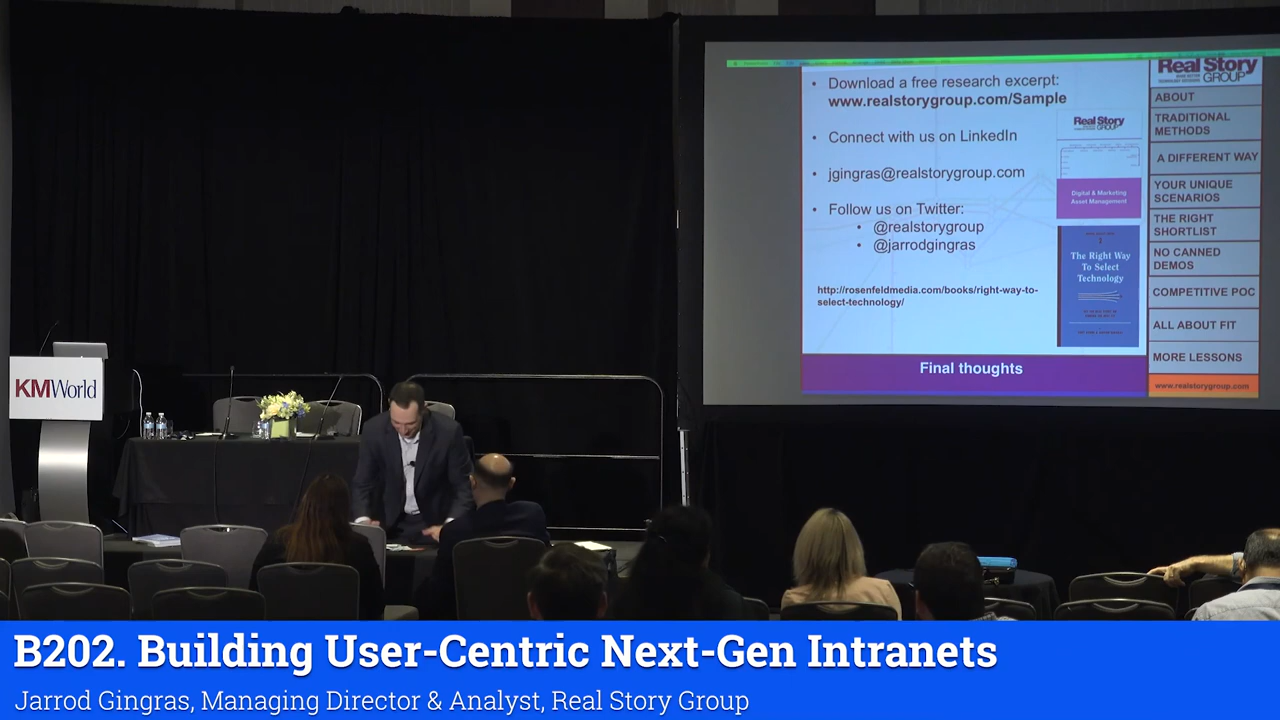 • Download a free research excerpt:
www.realstorygroup.com/Sample
• Connect with us on LinkedIn
• jgingras@realstorygroup.com
• Follow us on Twitter:
• @realstorygroup
• @jarrodgingras
http://rosenfeldmedia.com/books/right-way-to-
select-technology/
Real Story
GROUP
Digital & Marketing
Asset Management
The Right Way
To Select
Technology
Final thoughts
Real Story
GROUP
ABOUT
TRADITIONAL
METHODS
A DIFFERENT WAY
YOUR UNIQUE
SCENARIOS
THE RIGHT
SHORTLIST
NO CANNED
DEMOS
COMPETITIVE POC
ALL ABOUT FIT
MORE LESSONS
www.realstorygroup.com
KMWorld
B202. Building User-Centric Next-Gen Intranets
Jarrod Gingras, Managing Director & Analyst, Real Story Group